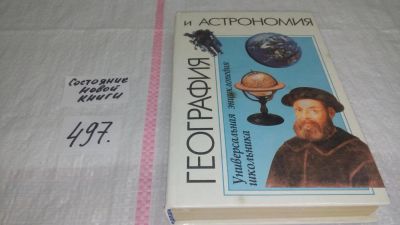 Состояние
новой
книги
497.
ГЕОГРАФИЯ
и АСТРОНОМИЯ
Универсальная энциклопедия
школьника